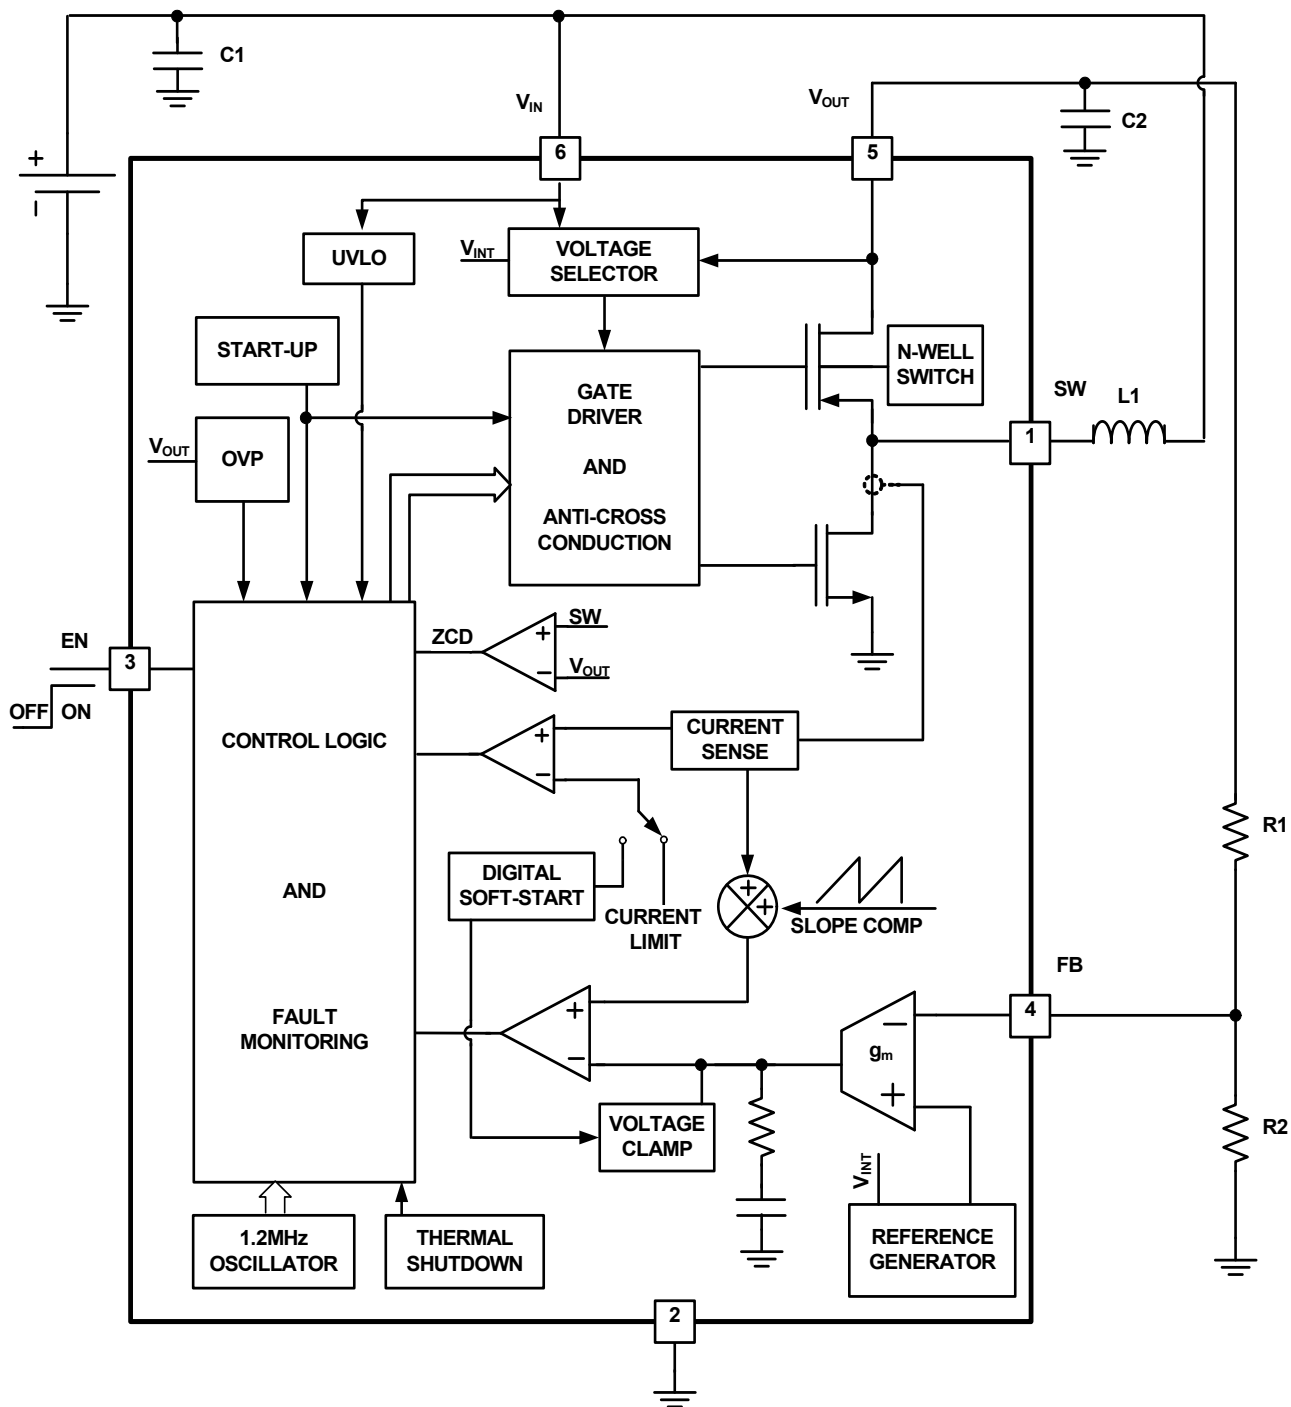 C1
VIN
VOUT
C2
6
5
+
UVLO
VINT
VOLTAGE
SELECTOR
START-UP
N-WELL
SWITCH
GATE
DRIVER
AND
ANTI-CROSS
CONDUCTION
SW
L1
1
VOUT
OVP
EN
3
OFF
ON
ZCD
+
SW
−
VOUT
CONTROL LOGIC
AND
FAULT
MONITORING
+
−
CURRENT
SENSE
DIGITAL
SOFT-START
CURRENT
LIMIT
+
+
SLOPE COMP
R1
FB
4
+
−
−
gm
+
VOLTAGE
CLAMP
R2
VINT
1.2MHz
OSCILLATOR
THERMAL
SHUTDOWN
REFERENCE
GENERATOR
2